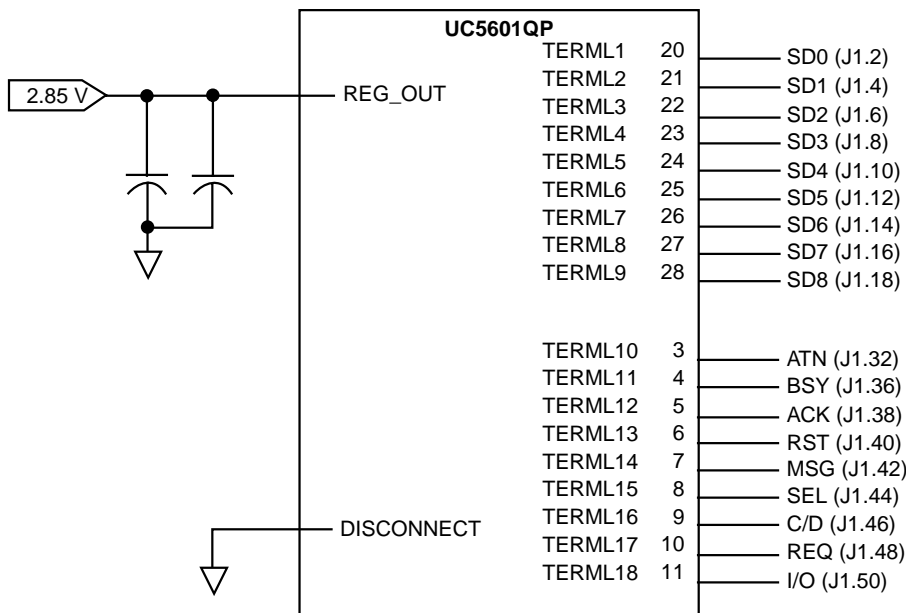 UC5601QP
2.85 V
REG_OUT
DISCONNECT
TERML1 20 SD0 (J1.2)
TERML2 21 SD1 (J1.4)
TERML3 22 SD2 (J1.6)
TERML4 23 SD3 (J1.8)
TERML5 24 SD4 (J1.10)
TERML6 25 SD5 (J1.12)
TERML7 26 SD6 (J1.14)
TERML8 27 SD7 (J1.16)
TERML9 28 SD8 (J1.18)
TERML10 3 ATN (J1.32)
TERML11 4 BSY (J1.36)
TERML12 5 ACK (J1.38)
TERML13 6 RST (J1.40)
TERML14 7 MSG (J1.42)
TERML15 8 SEL (J1.44)
TERML16 9 C/D (J1.46)
TERML17 10 REQ (J1.48)
TERML18 11 I/O (J1.50)